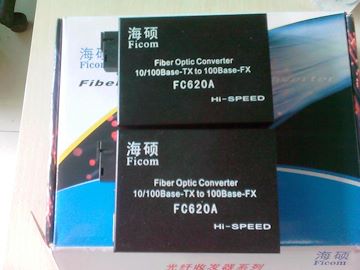 海硕
Ficom
Fiber Optic Converter
10/100Base-TX to 100Base-FX
FC620A
HI-SPEED
海硕
Ficom
Fiber Optic Converter
10/100Base-TX to 100Base-FX
FC620A
HI-SPEED
海硕
Ficom
Fiber
海硕
Ficom
光纤收发器系列